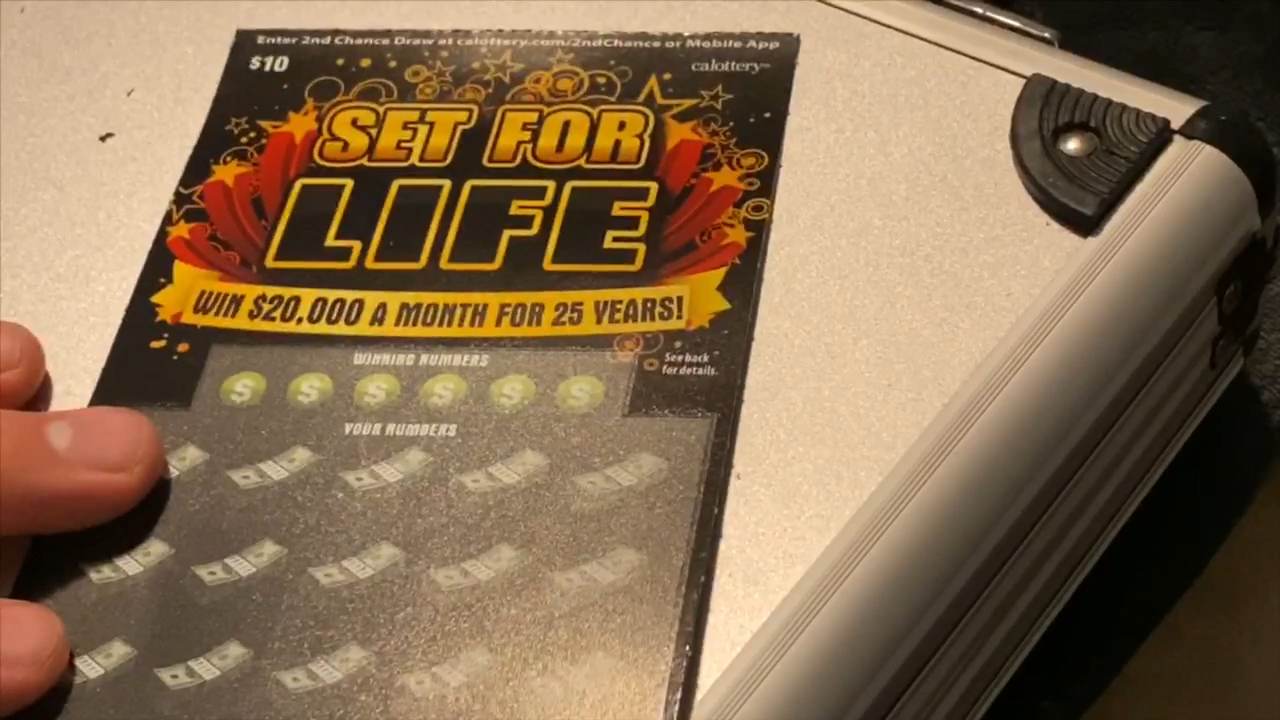 Enter 2nd Chance Draw at calottery.com/2ndChance or Mobile App
$10
calottery
SET FOR
LIFE
WIN $20,000 A MONTH FOR 25 YEARS!
WINNING NUMBERS
See back
for details.
$ $ $ $ $ $
YOUR NUMBERS